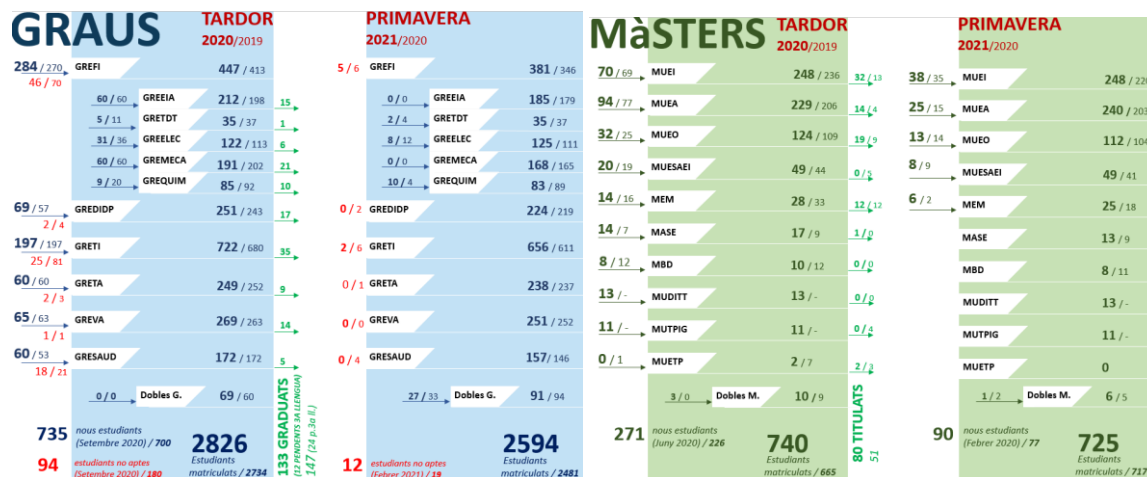 GRAUS
TARDOR
2020/2019
284 / 270
46 / 70
GREFI
447 / 413
60 / 60
GREEIA
212 / 198
15
5 / 11
GRETDT
35 / 37
1
31 / 36
GREELEC
122 / 113
6
60 / 60
GREMECA
191 / 202
21
9 / 20
GREQUIM
85 / 92
10
69 / 57
2 / 4
GREDIDP
251 / 243
17
197 / 197
25 / 81
GRETI
722 / 680
35
60 / 60
2 / 3
GRETA
249 / 252
9
65 / 63
1 / 1
GREVA
269 / 263
14
60 / 53
18 / 21
GRESAUD
172 / 172
5
0 / 0
Dobles G.
69 / 60
735
nous estudiants
(Setembre 2020) / 700
94
estudiants no aptes
(Setembre 2020) / 180
2826
Estudiants
matriculats / 2734
133 GRADUATS
(12 PENDENTS 3A LLENGUA)
147 (24 p.3a ll.)
PRIMAVERA
2021/2020
5 / 6
GREFI
381 / 346
0 / 0
GREEIA
185 / 179
2 / 4
GRETDT
35 / 37
8 / 12
GREELEC
125 / 111
0 / 0
GREMECA
168 / 165
10 / 4
GREQUIM
83 / 89
0 / 2
GREDIDP
224 / 219
2 / 6
GRETI
656 / 611
0 / 1
GRETA
238 / 237
0 / 0
GREVA
251 / 252
0 / 4
GRESAUD
157 / 146
27 / 33
Dobles G.
91 / 94
12
estudiants no aptes
(Febrer 2021) / 19
2594
Estudiants
matriculats / 2481
MàSTERS
TARDOR
2020/2019
70 / 69
MUEI
248 / 236
32 / 13
94 / 77
MUEA
229 / 206
14 / 4
32 / 25
MUEO
124 / 109
19 / 9
20 / 19
MUESAEI
49 / 44
0 / 5
14 / 16
MEM
28 / 33
12 / 12
14 / 7
MASE
17 / 9
1 / 0
8 / 12
MBD
10 / 12
0 / 0
13 / -
MUDITT
13 / -
0 / 0
11 / -
MUTPIG
11 / -
0 / 4
0 / 1
MUETP
2 / 7
2 / 3
3 / 0
Dobles M.
10 / 9
271
nous estudiants
(Juny 2020) / 226
740
Estudiants
matriculats / 665
80 TITULATS
51
PRIMAVERA
2021/2020
38 / 35
MUEI
248 /
25 / 15
MUEA
240 / 203
13 / 14
MUEO
112 / 104
8 / 9
MUESAEI
49 / 41
6 / 2
MEM
25 / 18
MASE
13 / 9
MBD
8 / 11
MUDITT
13 / -
MUTPIG
11 / -
MUETP
0
1 / 2
Dobles M.
6 / 5
90
nous estudiants
(Febrer 2020) / 77
725
Estudiants
matriculats / 717